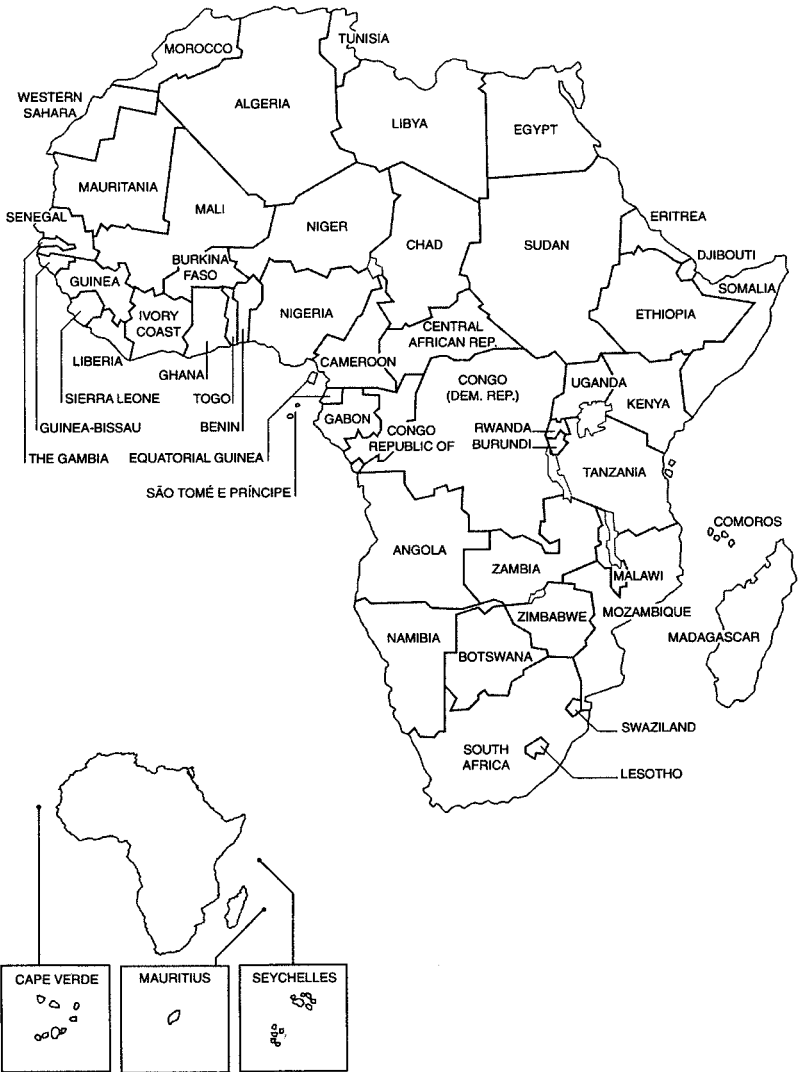 TUNISIA
MOROCCO
WESTERN
SAHARA
ALGERIA
LIBYA
EGYPT
MAURITANIA
MALI
NIGER
CHAD
SUDAN
ERITREA
SENEGAL
DJIBOUTI
BURKINA
FASO
GUINEA
SOMALIA
IVORY
COAST
NIGERIA
ETHIOPIA
CENTRAL
AFRICAN REP.
LIBERIA
GHANA
CAMEROON
SIERRA LEONE
TOGO
CONGO
(DEM. REP.)
UGANDA
KENYA
GUINEA-BISSAU
BENIN
GABON
CONGO
REPUBLIC OF
RWANDA
BURUNDI
THE GAMBIA
EQUATORIAL GUINEA
TANZANIA
SÃO TOMÉ E PRÍNCIPE
COMOROS
ANGOLA
ZAMBIA
MALAWI
MOZAMBIQUE
ZIMBABWE
NAMIBIA
BOTSWANA
MADAGASCAR
SWAZILAND
SOUTH
AFRICA
LESOTHO
CAPE VERDE
MAURITIUS
SEYCHELLES